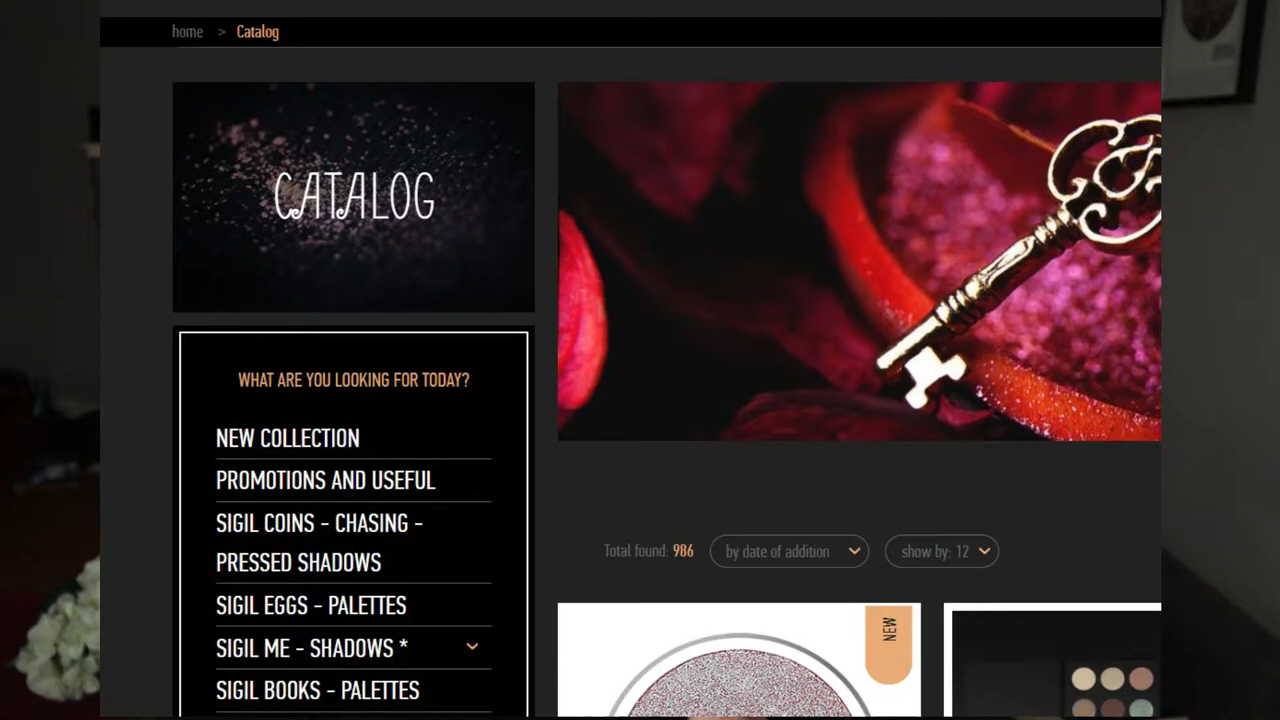 home > Catalog
CATALOG
WHAT ARE YOU LOOKING FOR TODAY?
NEW COLLECTION
PROMOTIONS AND USEFUL
SIGIL COINS - CHASING -
PRESSED SHADOWS
SIGIL EGGS - PALETTES
SIGIL ME - SHADOWS *
SIGIL BOOKS - PALETTES
Total found: 986
by date of addition
show by: 12
NEW